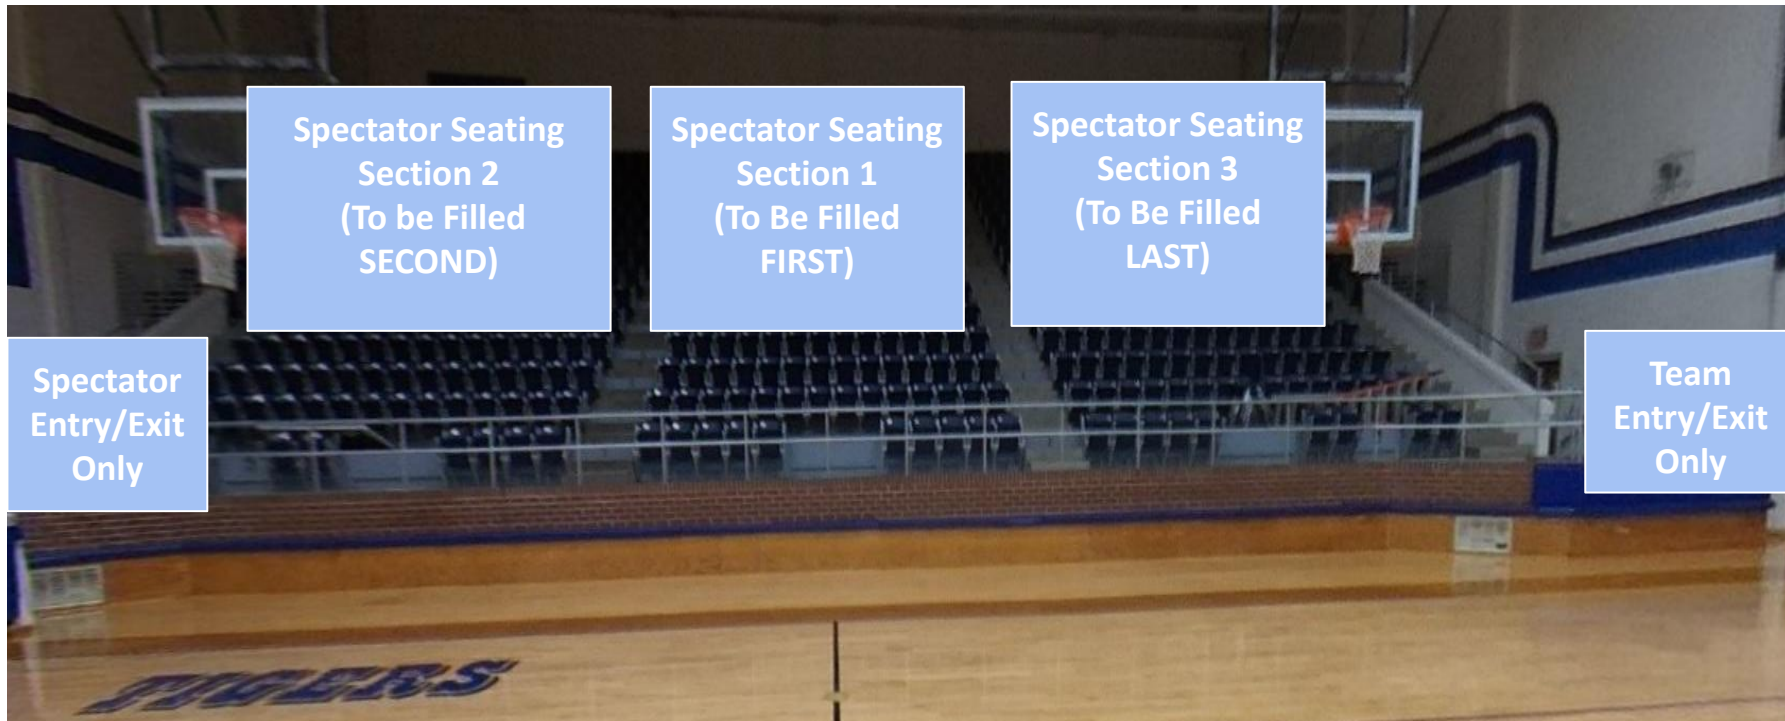 Spectator Seating
Section 2
(To be Filled
SECOND)
Spectator Seating
Section 1
(To Be Filled
FIRST)
Spectator Seating
Section 3
(To Be Filled
LAST)
Spectator
Entry/Exit
Only
Team
Entry/Exit
Only
TIGERS